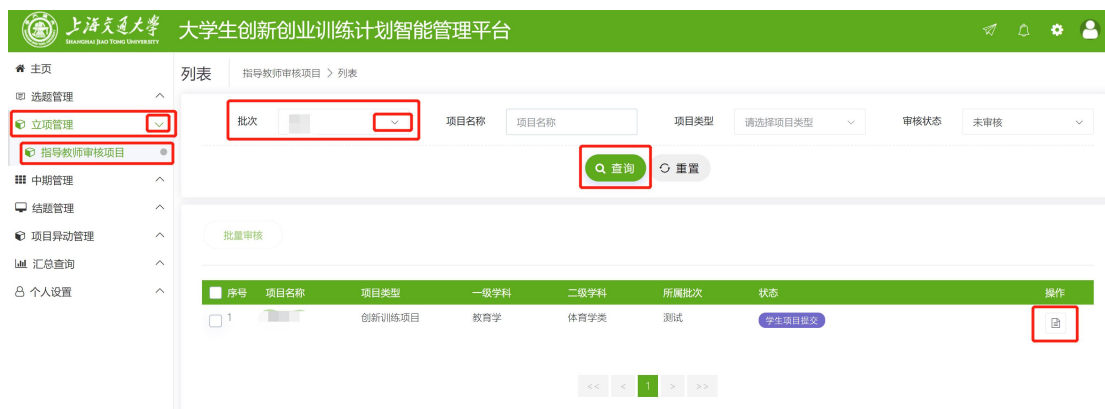 上海交通大学 大学生创新创业训练计划智能管理平台
SHANGHAI JIAO TONG UNIVERSITY
主页
选题管理
立项管理
指导教师审核项目
中期管理
结题管理
项目异动管理
汇总查询
个人设置
列表 指导教师审核项目 > 列表
批次 项目名称 项目名称 项目类型 请选择项目类型 审核状态 未审核
查询 重置
批量审核
序号 项目名称 项目类型 一级学科 二级学科 所属批次 状态 操作
1 创新训练项目 教育学 体育学类 测试 学生项目提交
<< < 1 > >>